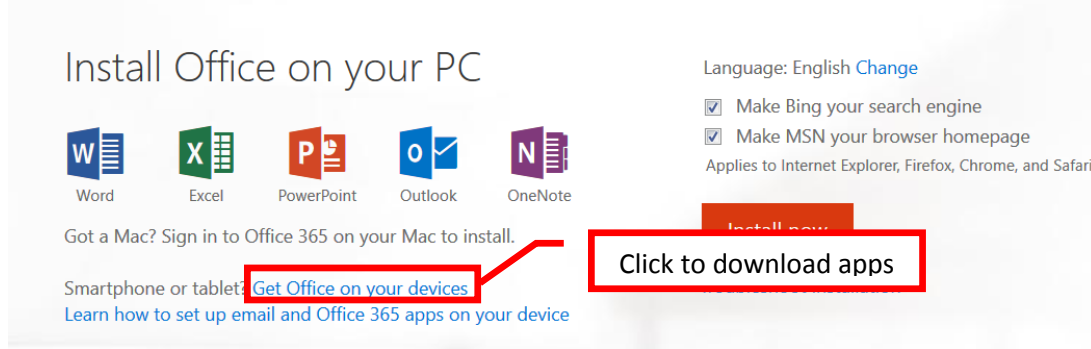 Install Office on your PC
W
X
P
O
N
Word
Excel
PowerPoint
Outlook
OneNote
Got a Mac? Sign in to Office 365 on your Mac to install.
Smartphone or tablet? Get Office on your devices
Learn how to set up email and Office 365 apps on your device
Language: English Change
Make Bing your search engine
Make MSN your browser homepage
Applies to Internet Explorer, Firefox, Chrome, and Safari
Install now
Click to download apps